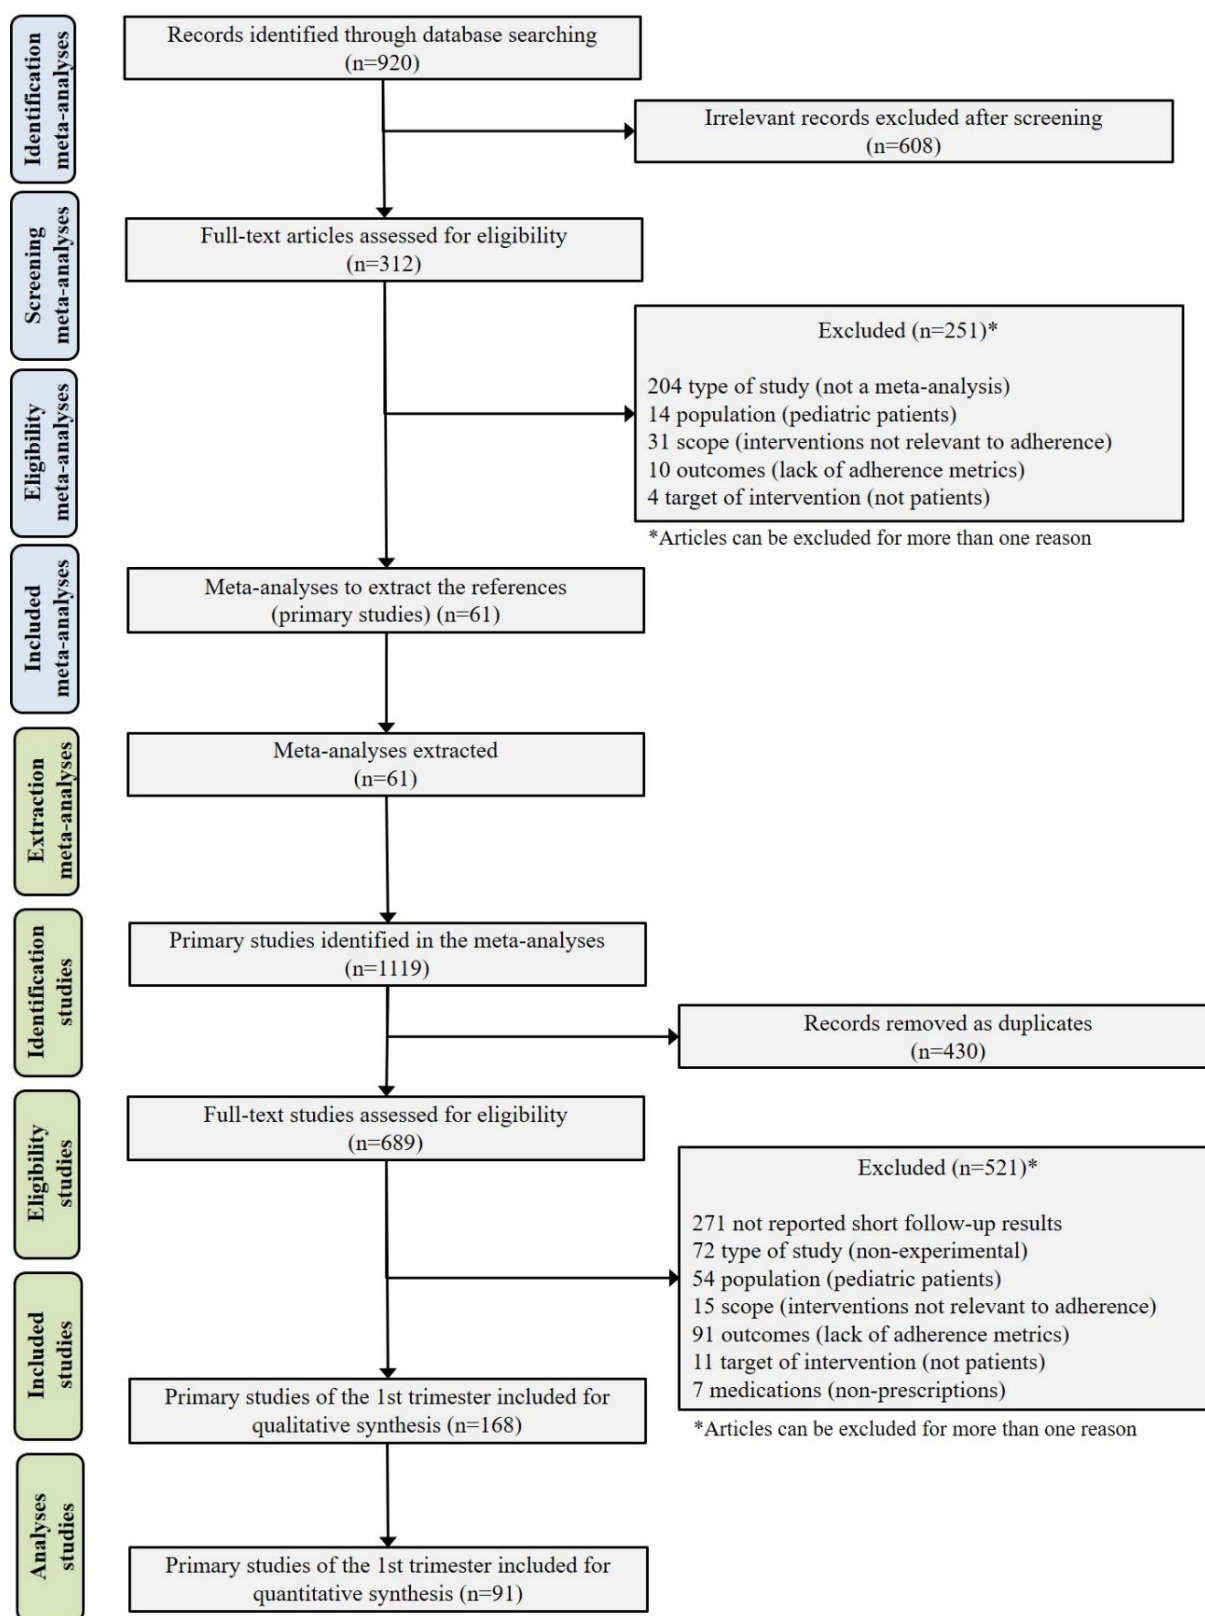 Identification
meta-analyses
Records identified through database searching
(n=920)
Irrelevant records excluded after screening
(n=608)
Screening
meta-analyses
Full-text articles assessed for eligibility
(n=312)
Eligibility
meta-analyses
Excluded (n=251)*
204 type of study (not a meta-analysis)
14 population (pediatric patients)
31 scope (interventions not relevant to adherence)
10 outcomes (lack of adherence metrics)
4 target of intervention (not patients)
*Articles can be excluded for more than one reason
Included
meta-analyses
Meta-analyses to extract the references
(primary studies) (n=61)
Extraction
meta-analyses
Meta-analyses extracted
(n=61)
Identification
studies
Primary studies identified in the meta-analyses
(n=1119)
Records removed as duplicates
(n=430)
Eligibility
studies
Full-text studies assessed for eligibility
(n=689)
Excluded (n=521)*
271 not reported short follow-up results
72 type of study (non-experimental)
54 population (pediatric patients)
15 scope (interventions not relevant to adherence)
91 outcomes (lack of adherence metrics)
11 target of intervention (not patients)
7 medications (non-prescriptions)
*Articles can be excluded for more than one reason
Included
studies
Primary studies of the 1st trimester included for
qualitative synthesis (n=168)
Analyses
studies
Primary studies of the 1st trimester included for
quantitative synthesis (n=91)